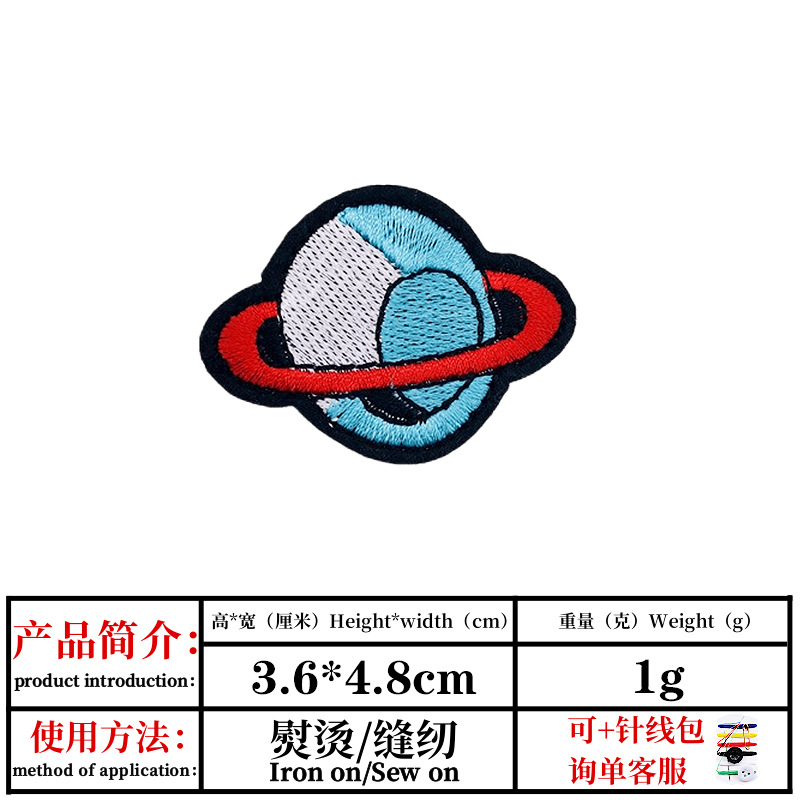 产品简介：
product introduction：
高*宽（厘米）Height*width（cm）
重量（克）Weight（g）
3.6*4.8cm
1g
使用方法：
method of application：
熨烫/缝纫
Iron on/Sew on
可+针线包
询单客服